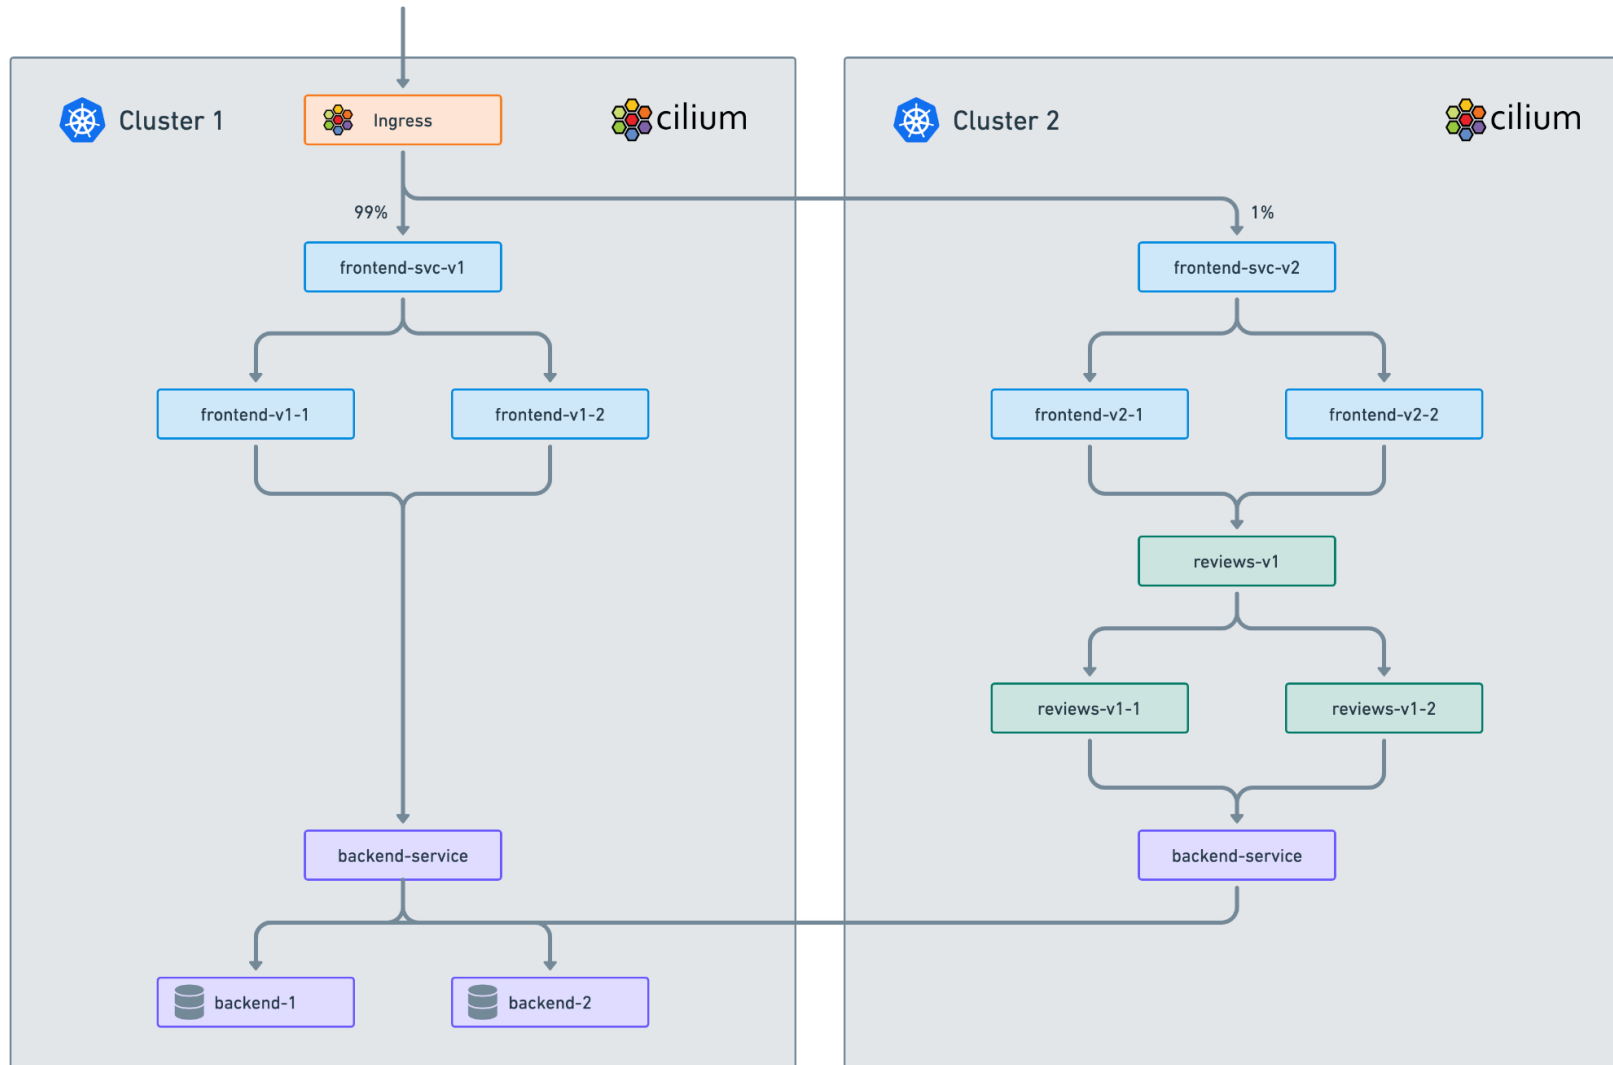 Cluster 1
Ingress
cilium
Cluster 2
cilium
99%
1%
frontend-svc-v1
frontend-svc-v2
frontend-v1-1
frontend-v1-2
frontend-v2-1
frontend-v2-2
reviews-v1
reviews-v1-1
reviews-v1-2
backend-service
backend-service
backend-1
backend-2